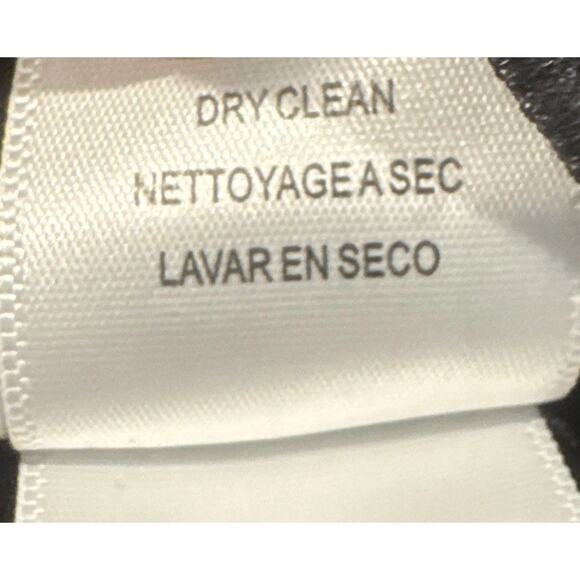 DRY CLEAN
NETTOYAGE A SEC
LAVAR EN SECO